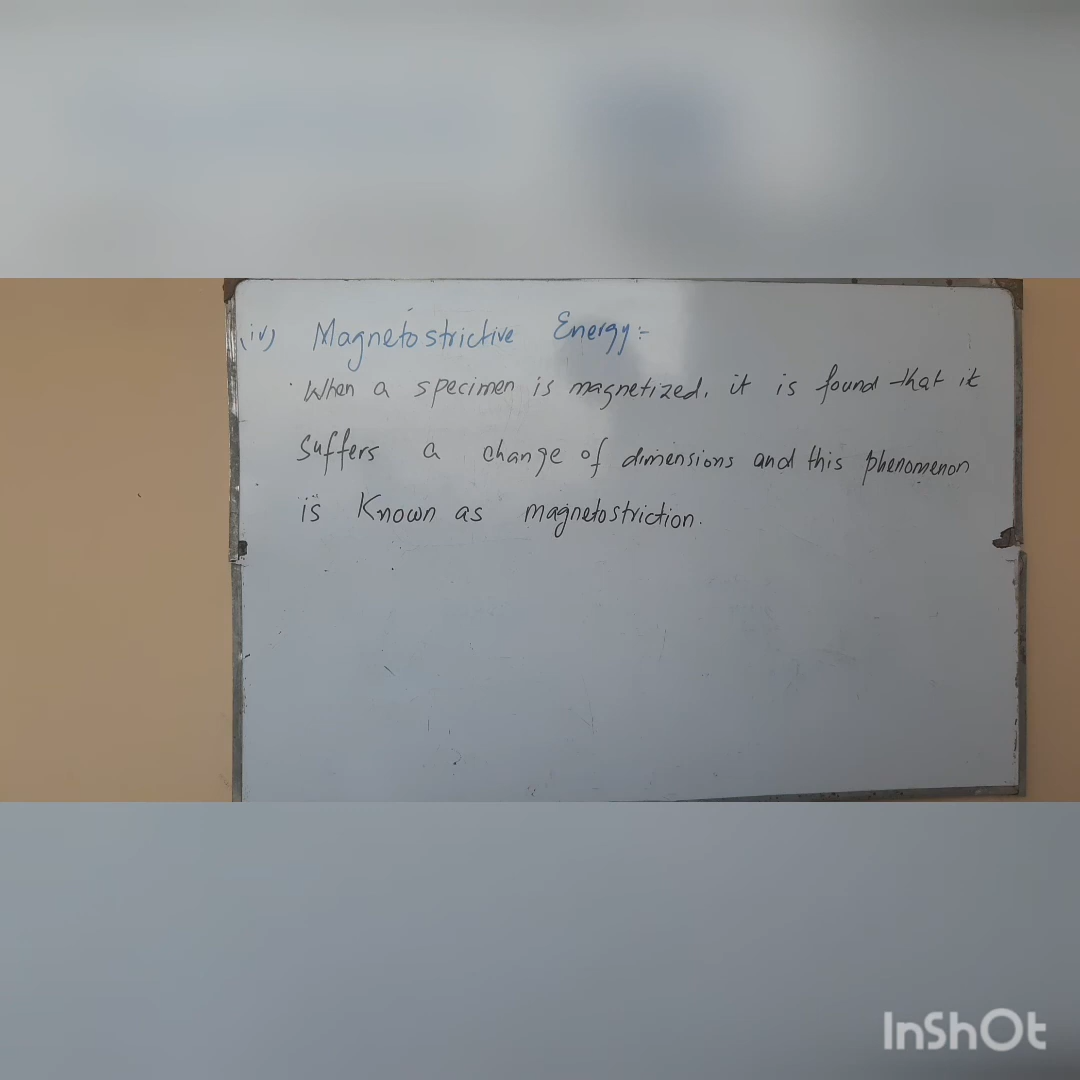 iv) Magnetostrictive Energy:-
When a specimen is magnetized, it is found that it
suffers a change of dimensions and this phenomenon
is Known as magnetostriction.
InShOt